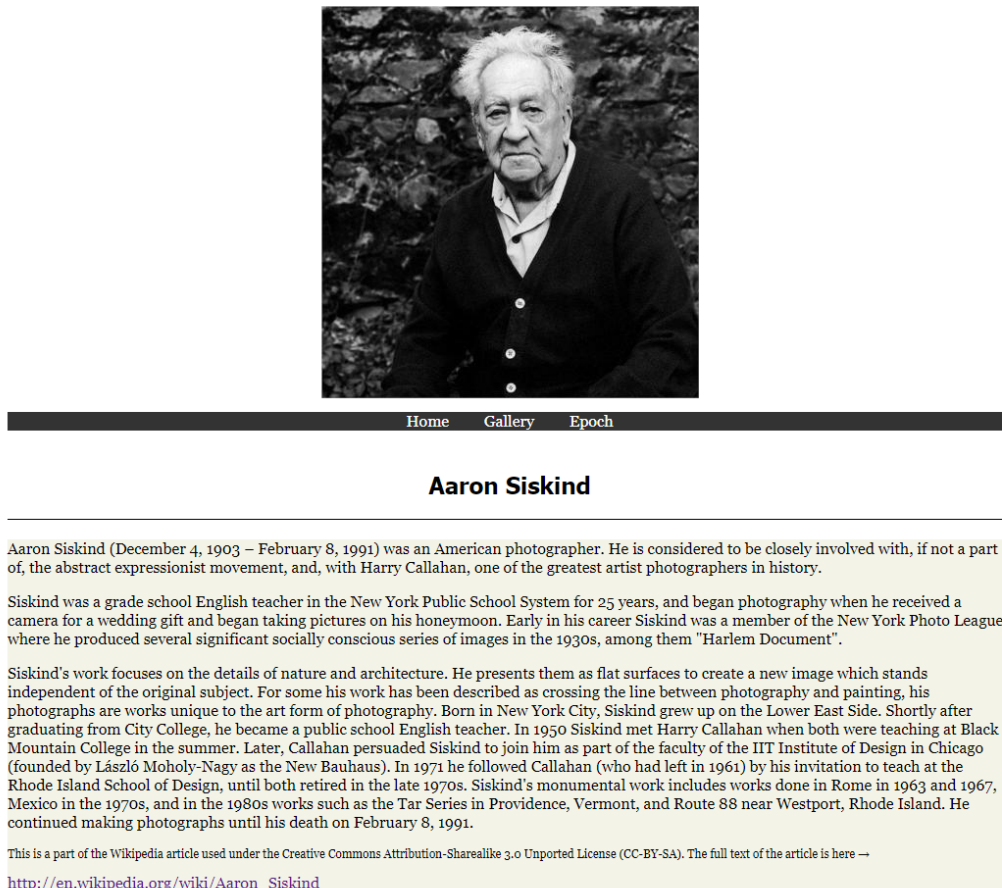 Home Gallery Epoch
Aaron Siskind
Aaron Siskind (December 4, 1903 – February 8, 1991) was an American photographer. He is considered to be closely involved with, if not a part
of, the abstract expressionist movement, and, with Harry Callahan, one of the greatest artist photographers in history.
Siskind was a grade school English teacher in the New York Public School System for 25 years, and began photography when he received a
camera for a wedding gift and began taking pictures on his honeymoon. Early in his career Siskind was a member of the New York Photo League
where he produced several significant socially conscious series of images in the 1930s, among them "Harlem Document".
Siskind's work focuses on the details of nature and architecture. He presents them as flat surfaces to create a new image which stands
independent of the original subject. For some his work has been described as crossing the line between photography and painting, his
photographs are works unique to the art form of photography. Born in New York City, Siskind grew up on the Lower East Side. Shortly after
graduating from City College, he became a public school English teacher. In 1950 Siskind met Harry Callahan when both were teaching at Black
Mountain College in the summer. Later, Callahan persuaded Siskind to join him as part of the faculty of the IIT Institute of Design in Chicago
(founded by László Moholy-Nagy as the New Bauhaus). In 1971 he followed Callahan (who had left in 1961) by his invitation to teach at the
Rhode Island School of Design, until both retired in the late 1970s. Siskind's monumental work includes works done in Rome in 1963 and 1967,
Mexico in the 1970s, and in the 1980s works such as the Tar Series in Providence, Vermont, and Route 88 near Westport, Rhode Island. He
continued making photographs until his death on February 8, 1991.
This is a part of the Wikipedia article used under the Creative Commons Attribution-Sharealike 3.0 Unported License (CC-BY-SA). The full text of the article is here →
http://en.wikipedia.org/wiki/Aaron_Siskind